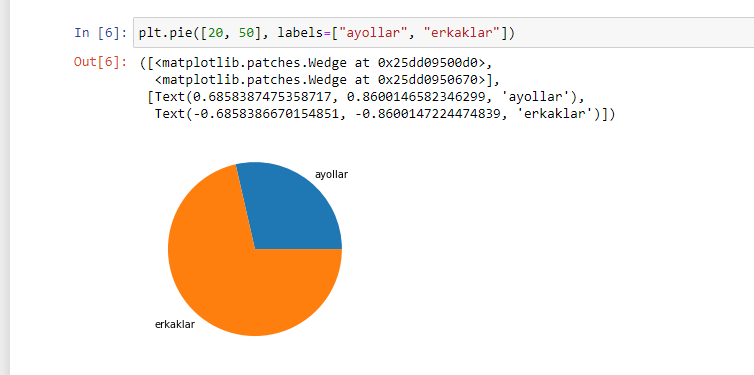 In [6]: plt.pie([20, 50], labels=["ayollar", "erkaklar"])
Out[6]: ([<matplotlib.patches.Wedge at 0x25dd09500d0>,
<matplotlib.patches.Wedge at 0x25dd0950670>],
[Text(0.6858387475358717, 0.8600146582346299, 'ayollar'),
Text(-0.6858386670154851, -0.8600147224474839, 'erkaklar')])
ayollar
erkaklar